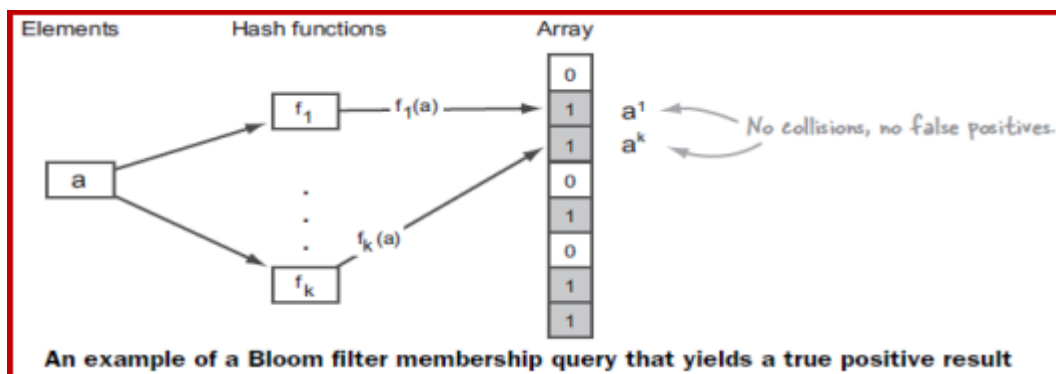 Elements Hash functions Array
0
f1 f1(a) 1 a¹
No collisions, no false positives.
1 aᵏ
a
0
1
fk(a) 0
fk 1
1
An example of a Bloom filter membership query that yields a true positive result